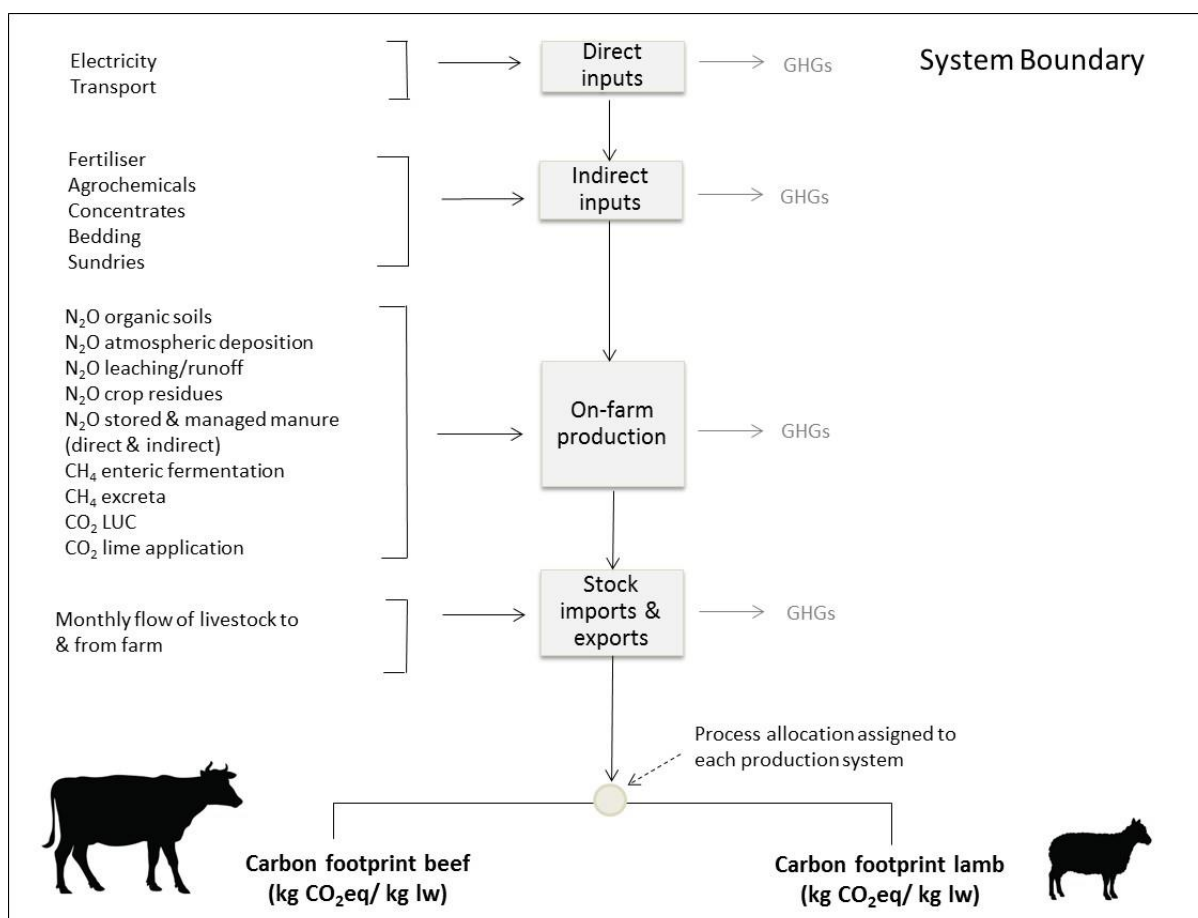 System Boundary
Electricity
Transport
Direct
inputs
GHGs
Fertiliser
Agrochemicals
Concentrates
Bedding
Sundries
Indirect
inputs
GHGs
N₂O organic soils
N₂O atmospheric deposition
N₂O leaching/runoff
N₂O crop residues
N₂O stored & managed manure
(direct & indirect)
CH₄ enteric fermentation
CH₄ excreta
CO₂ LUC
CO₂ lime application
On-farm
production
GHGs
Monthly flow of livestock to
& from farm
Stock
imports &
exports
GHGs
Process allocation assigned to
each production system
Carbon footprint beef
(kg CO₂eq/ kg lw)
Carbon footprint lamb
(kg CO₂eq/ kg lw)